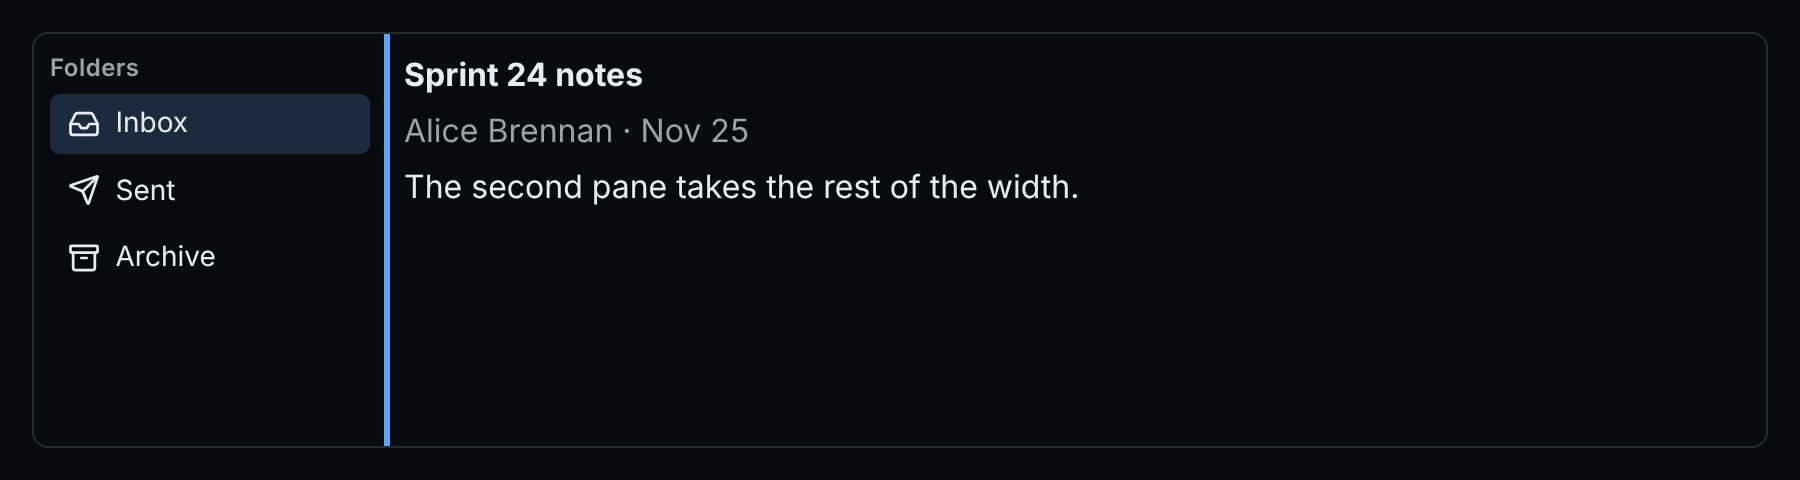 Folders
Inbox
Sent
Archive
Sprint 24 notes
Alice Brennan · Nov 25
The second pane takes the rest of the width.